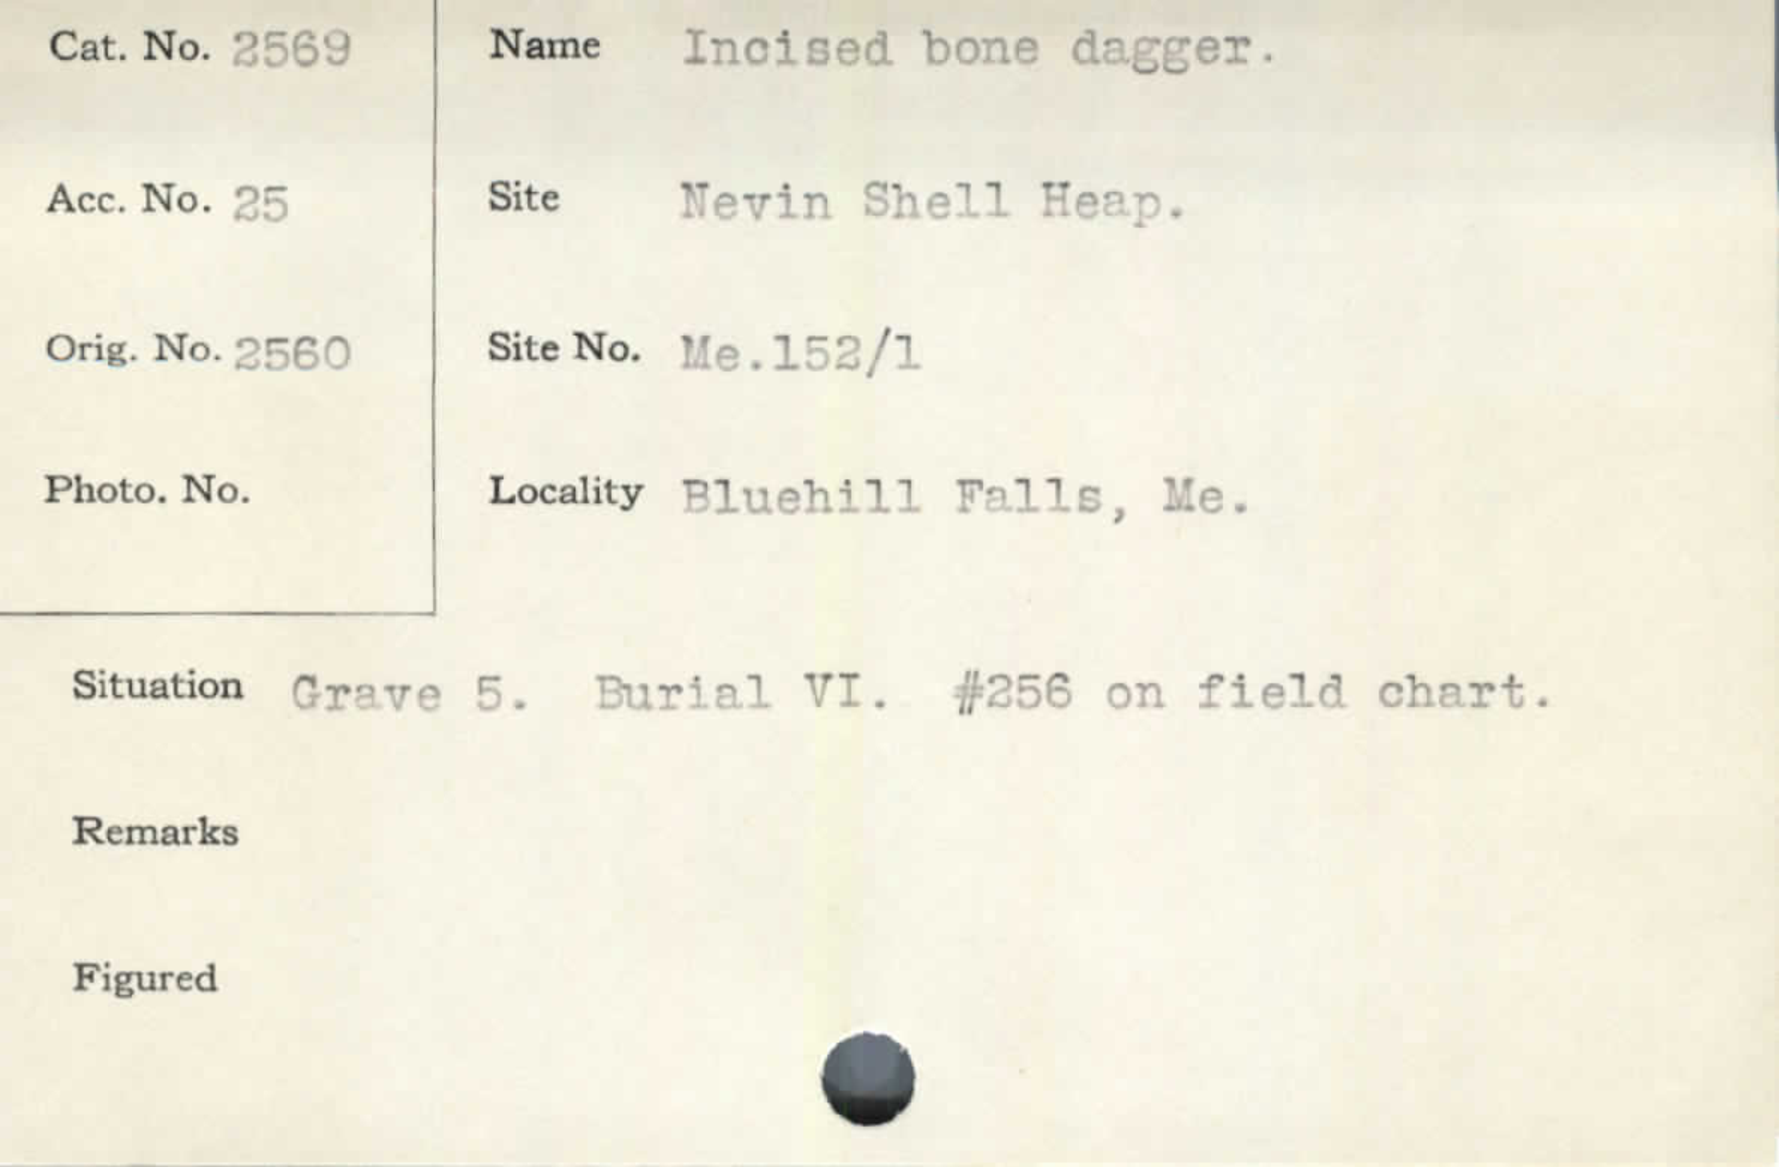 Cat. No. 2569
Name Incised bone dagger.
Acc. No. 25
Site Nevin Shell Heap.
Orig. No. 2560
Site No. Me.152/1
Photo. No.
Locality Bluehill Falls, Me.
Situation Grave 5. Burial VI. #256 on field chart.
Remarks
Figured